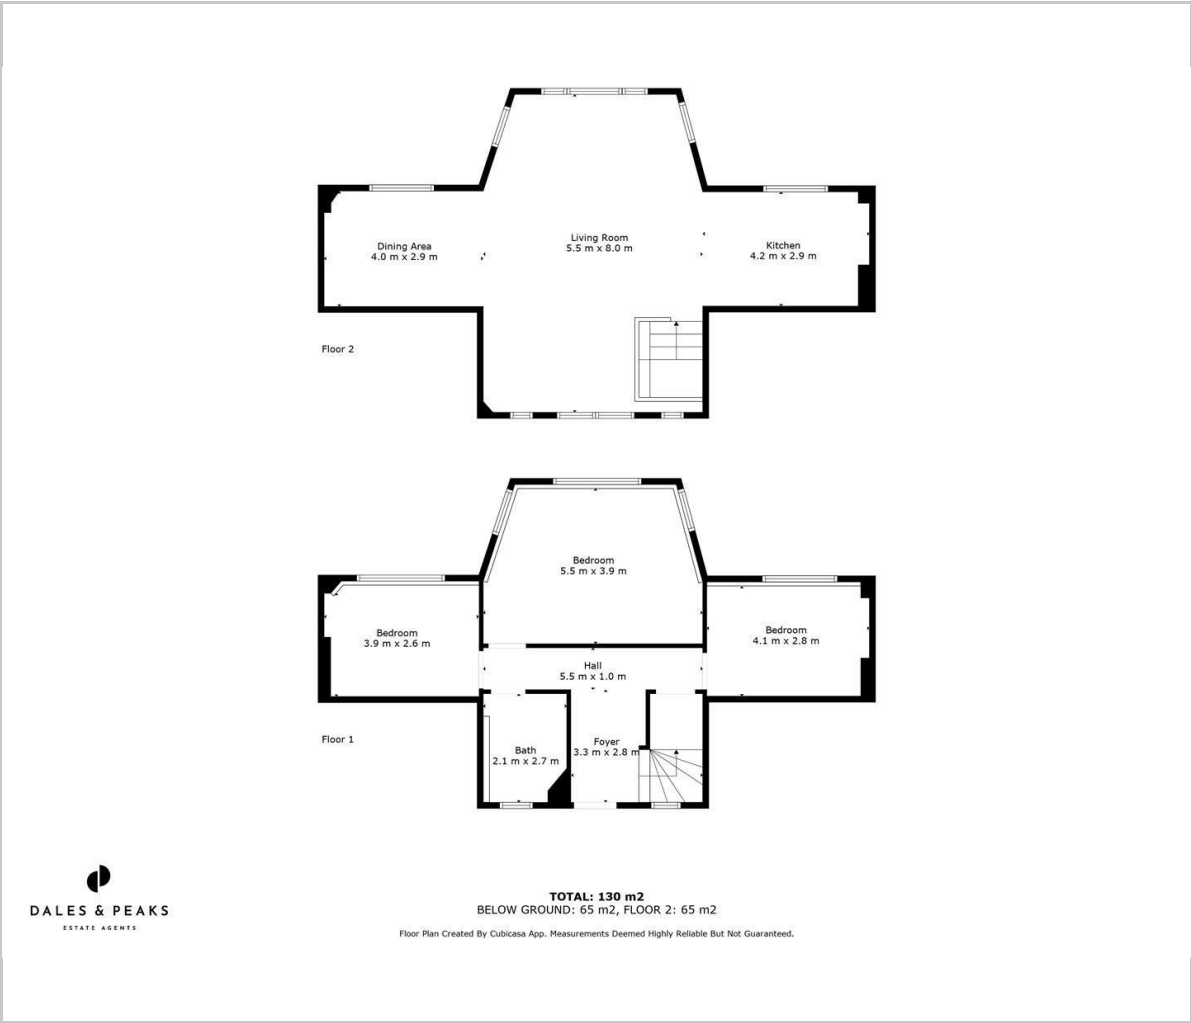 Living Room
5.5 m x 8.0 m
Dining Area
4.0 m x 2.9 m
Kitchen
4.2 m x 2.9 m
Floor 2
Bedroom
5.5 m x 3.9 m
Bedroom
3.9 m x 2.6 m
Bedroom
4.1 m x 2.8 m
Hall
5.5 m x 1.0 m
Floor 1
Bath
2.1 m x 2.7 m
Foyer
3.3 m x 2.8 m
DALES & PEAKS
ESTATE AGENTS
TOTAL: 130 m2
BELOW GROUND: 65 m2, FLOOR 2: 65 m2
Floor Plan Created By Cubicasa App. Measurements Deemed Highly Reliable But Not Guaranteed.